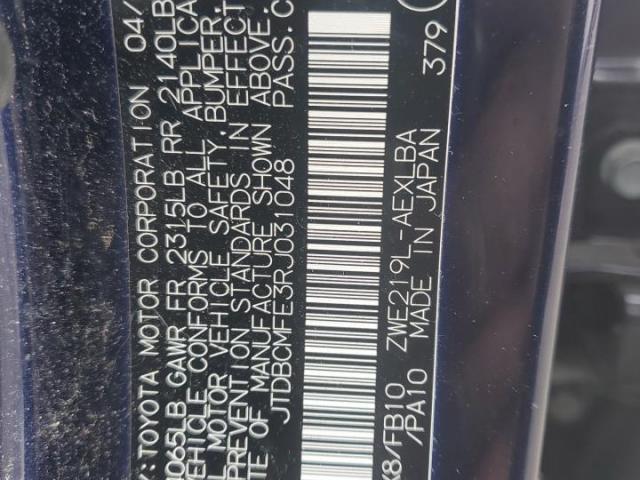 Y:TOYOTA MOTOR CORPORATION 04/
4065LB GAWR FR 2315LB RR 2140LB
VEHICLE CONFORMS TO ALL APPLICA
L MOTOR VEHICLE SAFETY, BUMPER,
PREVENTION STANDARDS IN EFFECT
TE OF MANUFACTURE SHOWN ABOVE.
JTDBCMFE3RJ031048 PASS.C
K8/FB10 ZWE219L-AEXLBA
/PA10 MADE IN JAPAN 379